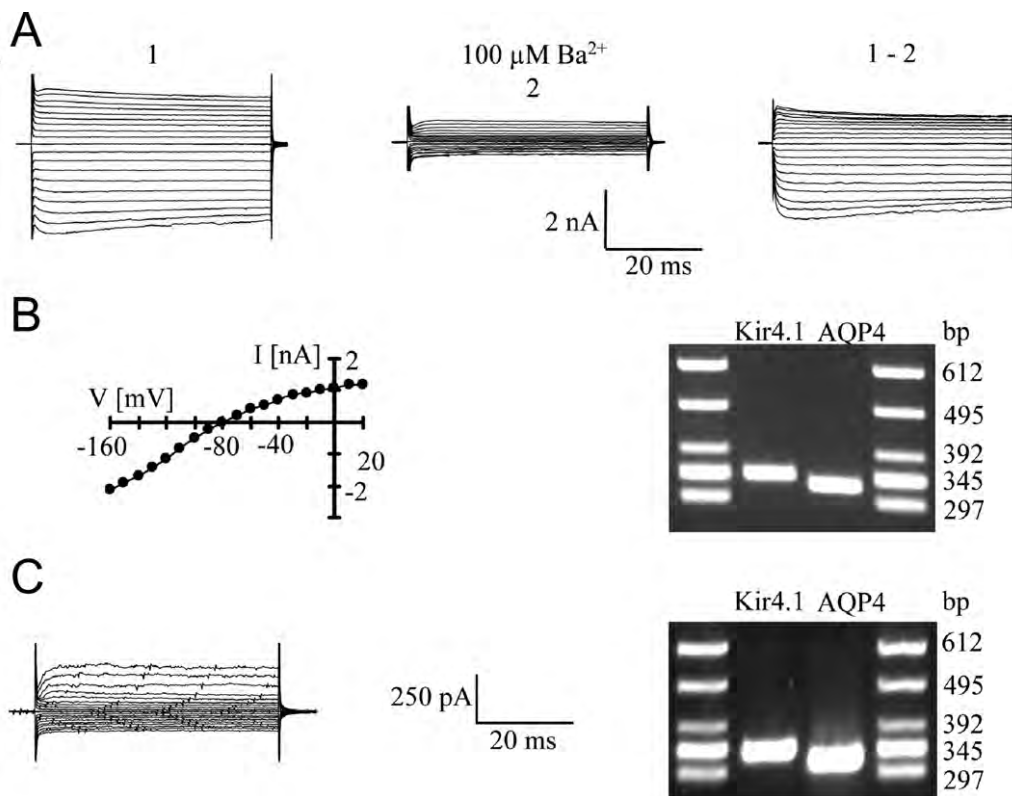 A
1
100 µM Ba²⁺
2
1 - 2
2 nA
20 ms
B
I [nA]
2
V [mV]
-160
-80
-40
20
-2
Kir4.1 AQP4 bp
612
495
392
345
297
C
250 pA
20 ms
Kir4.1 AQP4 bp
612
495
392
345
297